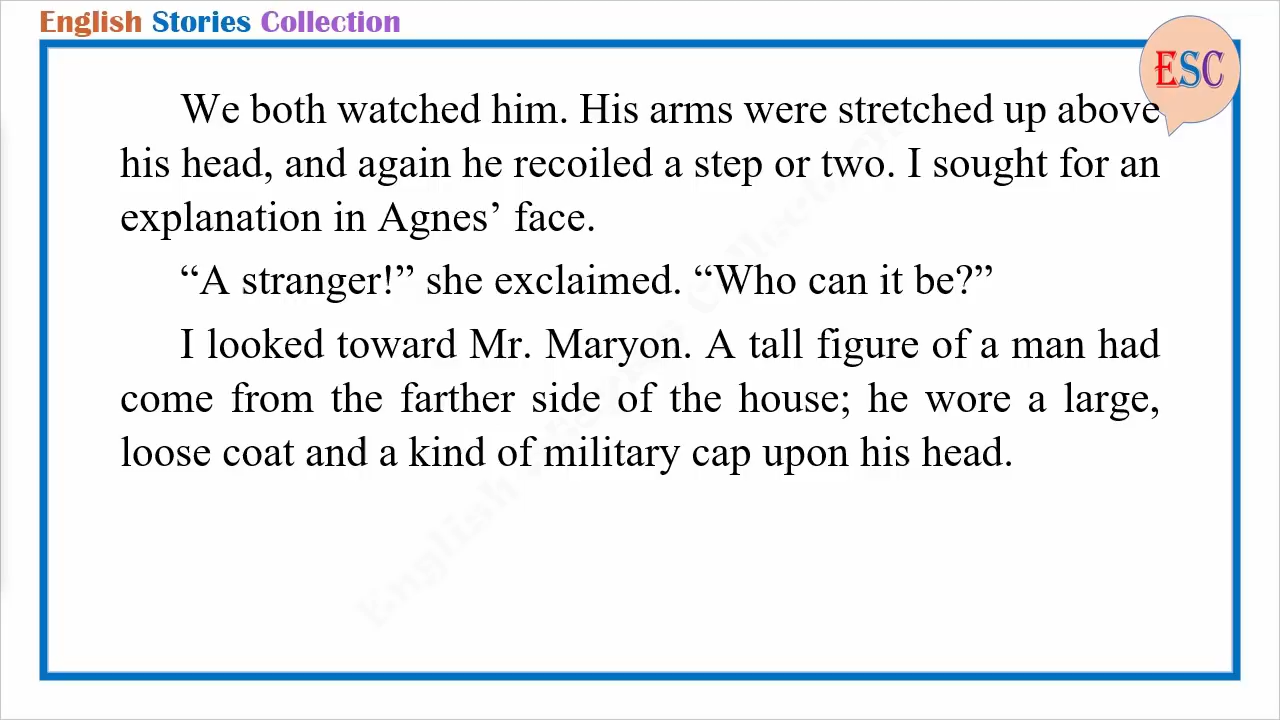 English Stories Collection
ESC
We both watched him. His arms were stretched up above
his head, and again he recoiled a step or two. I sought for an
explanation in Agnes’ face.
“A stranger!” she exclaimed. “Who can it be?”
I looked toward Mr. Maryon. A tall figure of a man had
come from the farther side of the house; he wore a large,
loose coat and a kind of military cap upon his head.
English Stories Collection